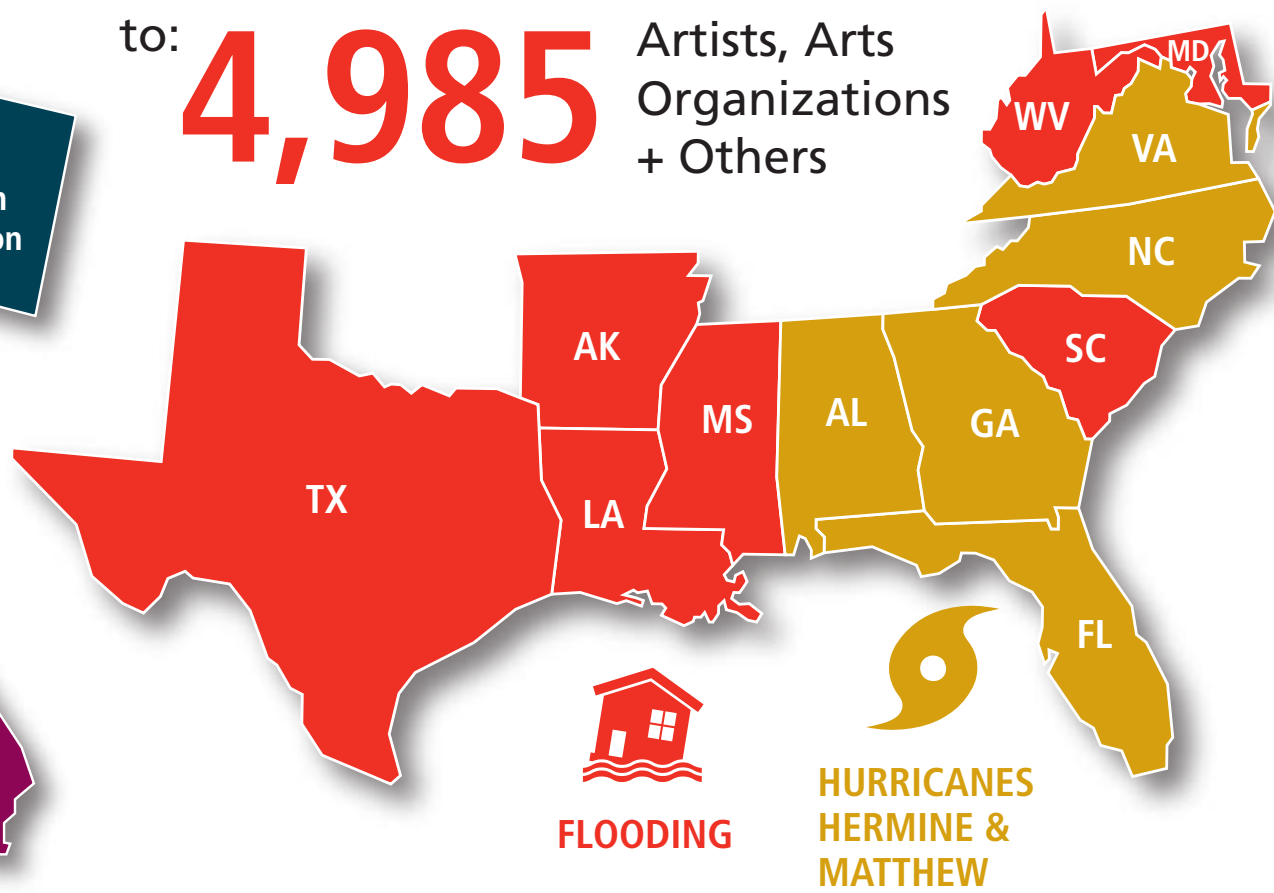 to:
4,985
Artists, Arts
Organizations
+ Others
MD
WV
VA
NC
SC
AK
MS
AL
GA
TX
LA
FL
FLOODING
HURRICANES
HERMINE &
MATTHEW